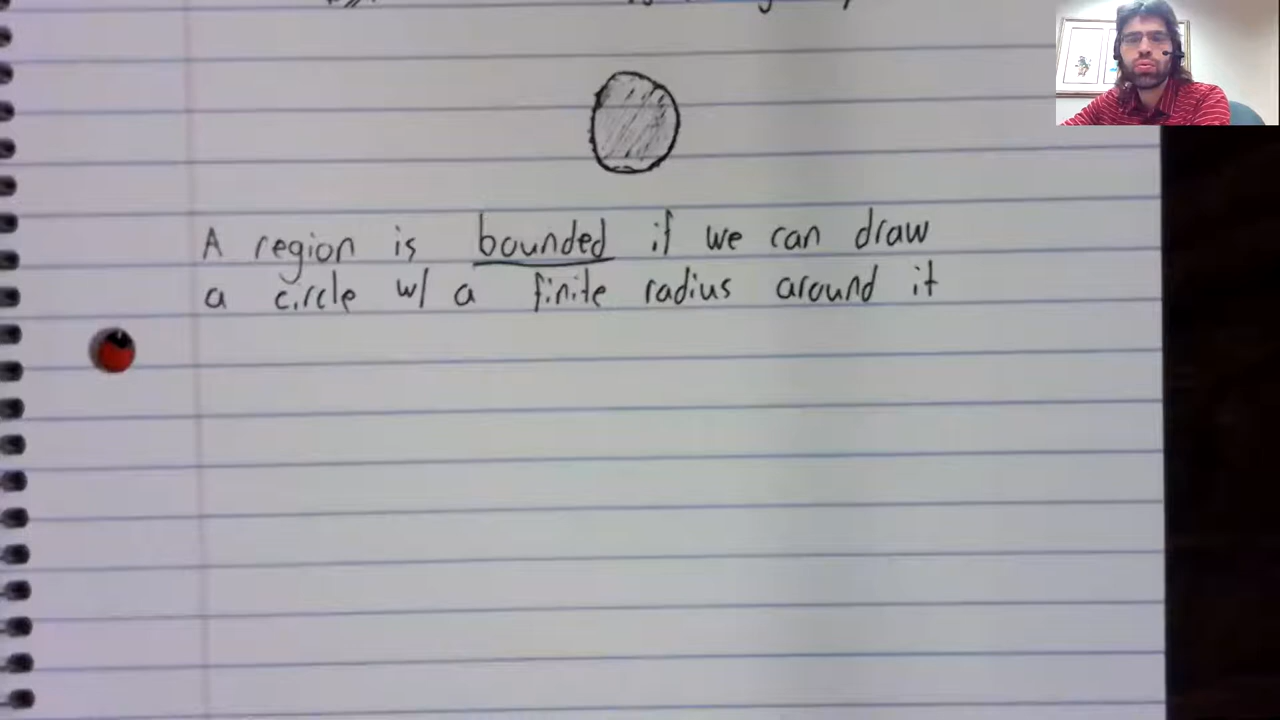 A region is bounded if we can draw
a circle w/ a finite radius around it